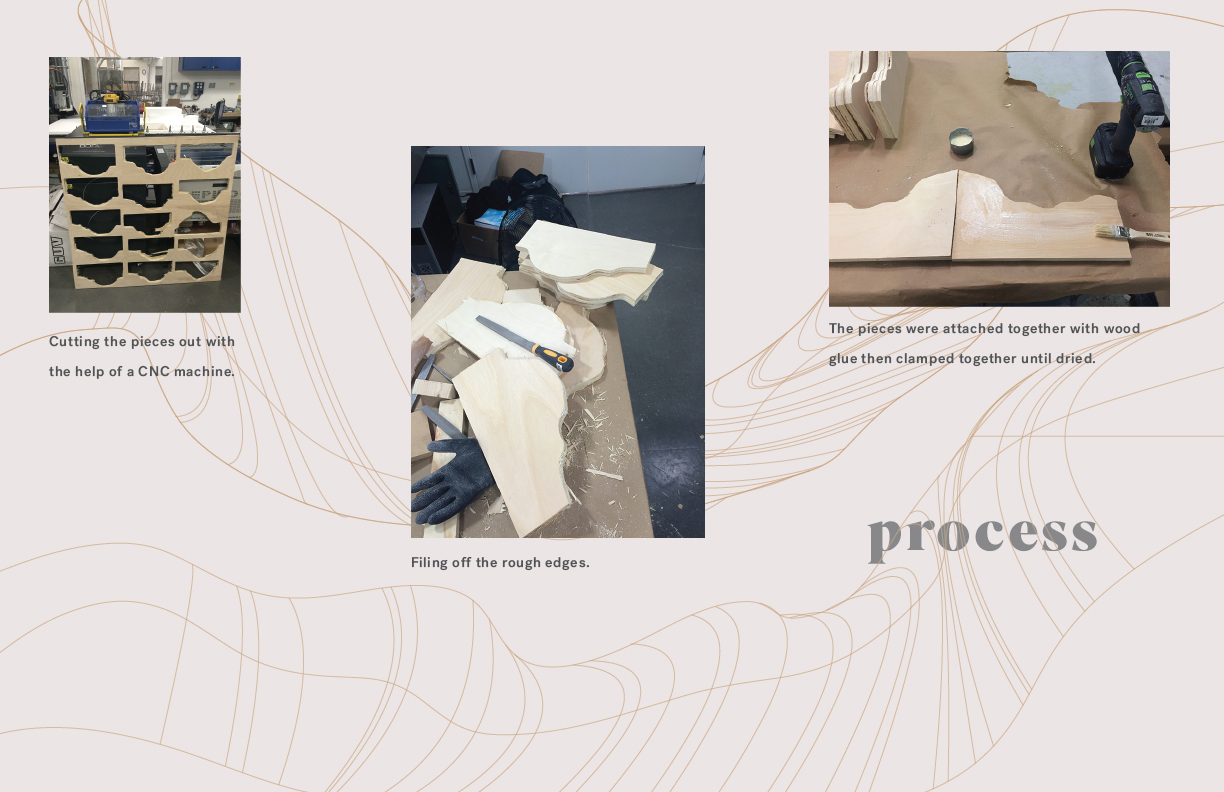 Cutting the pieces out with
the help of a CNC machine.
Filing off the rough edges.
The pieces were attached together with wood
glue then clamped together until dried.
process